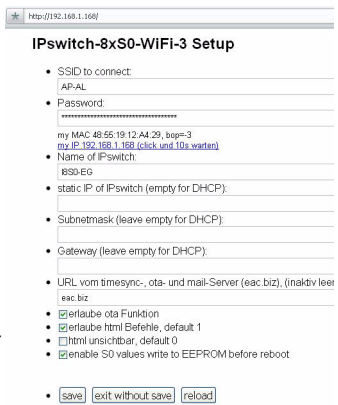 http://192.168.1.168/
IPswitch-8xS0-WiFi-3 Setup
SSID to connect:
AP-AL
Password:
************************************
my MAC 48:55:19:12:A4:29, bop=-3
my IP 192.168.1.168 (click und 10s warten)
Name of IPswitch:
I8S0-EG
static IP of IPswitch (empty for DHCP):
Subnetmask (leave empty for DHCP):
Gateway (leave empty for DHCP):
URL vom timesync-, ota- und mail-Server (eac.biz), (inaktiv leer
eac.biz
erlaube ota Funktion
erlaube html Befehle, default 1
html unsichtbar, default 0
enable S0 values write to EEPROM before reboot
save exit without save reload